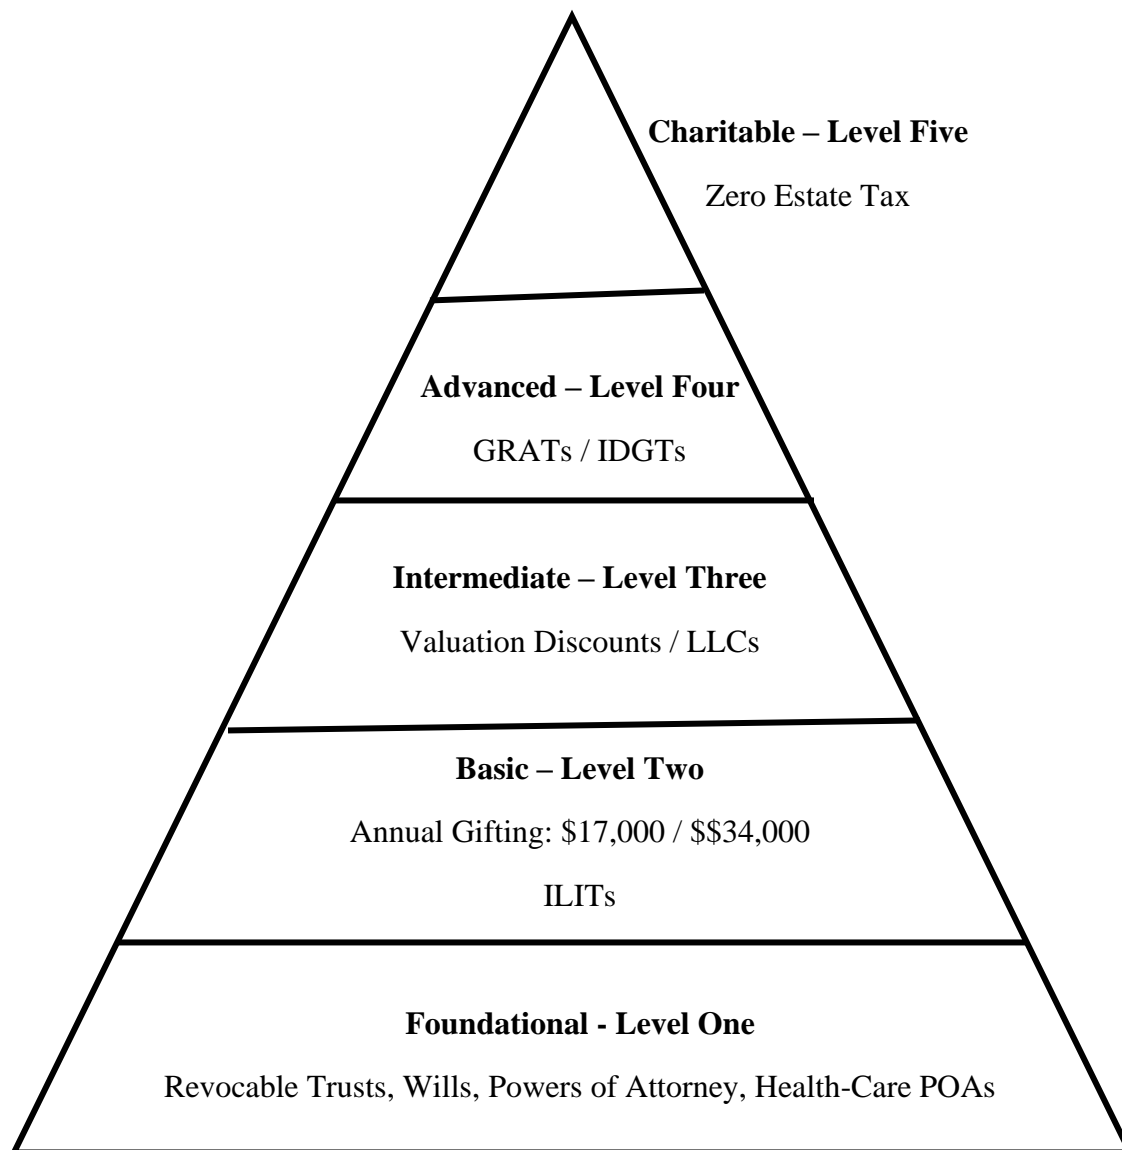 Charitable – Level Five
Zero Estate Tax
Advanced – Level Four
GRATs / IDGTs
Intermediate – Level Three
Valuation Discounts / LLCs
Basic – Level Two
Annual Gifting: $17,000 / $$34,000
ILITs
Foundational - Level One
Revocable Trusts, Wills, Powers of Attorney, Health-Care POAs